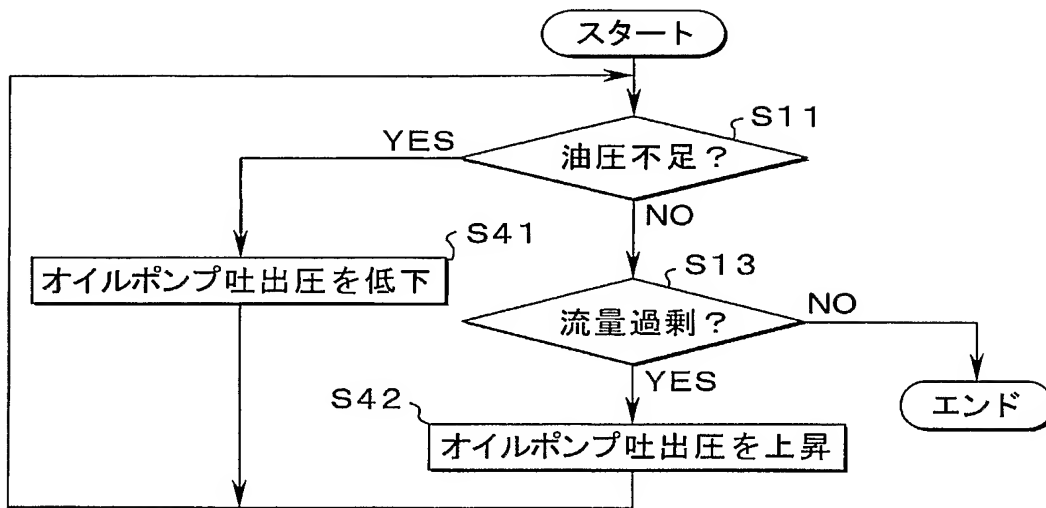 スタート
S11
油圧不足？
YES
NO
S41
オイルポンプ吐出圧を低下
S13
流量過剰？
NO
YES
エンド
S42
オイルポンプ吐出圧を上昇